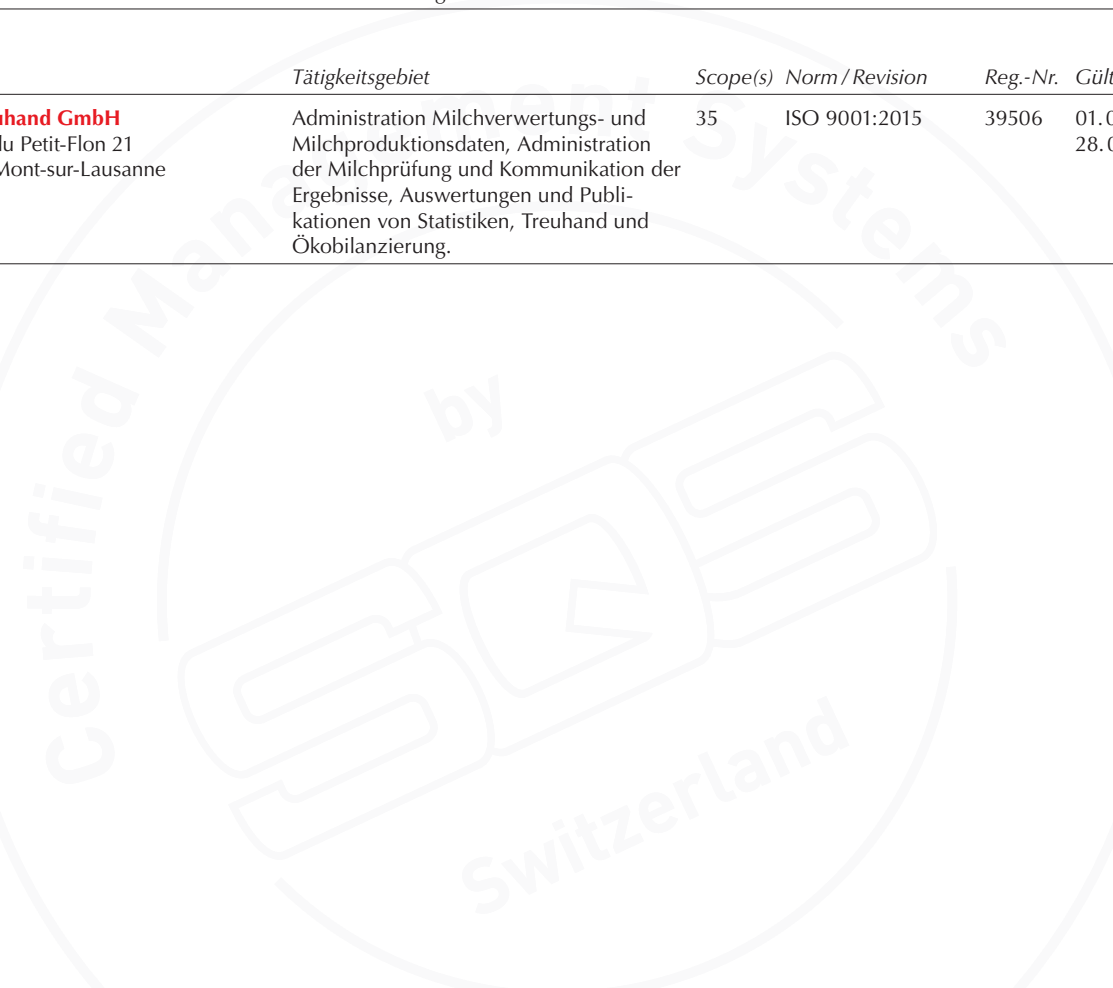 Tätigkeitsgebiet Scope(s) Norm / Revision Reg.-Nr.
GmbH Administration Milchverwertungs- und 35 ISO 9001:2015 39506
du Petit-Flon 21 Milchproduktionsdaten, Administration
Mont-sur-Lausanne der Milchprüfung und Kommunikation der
Ergebnisse, Auswertungen und Publi-
kationen von Statistiken, Treuhand und
Ökobilanzierung.
Certified Management Systems
by
SQS
Switzerland